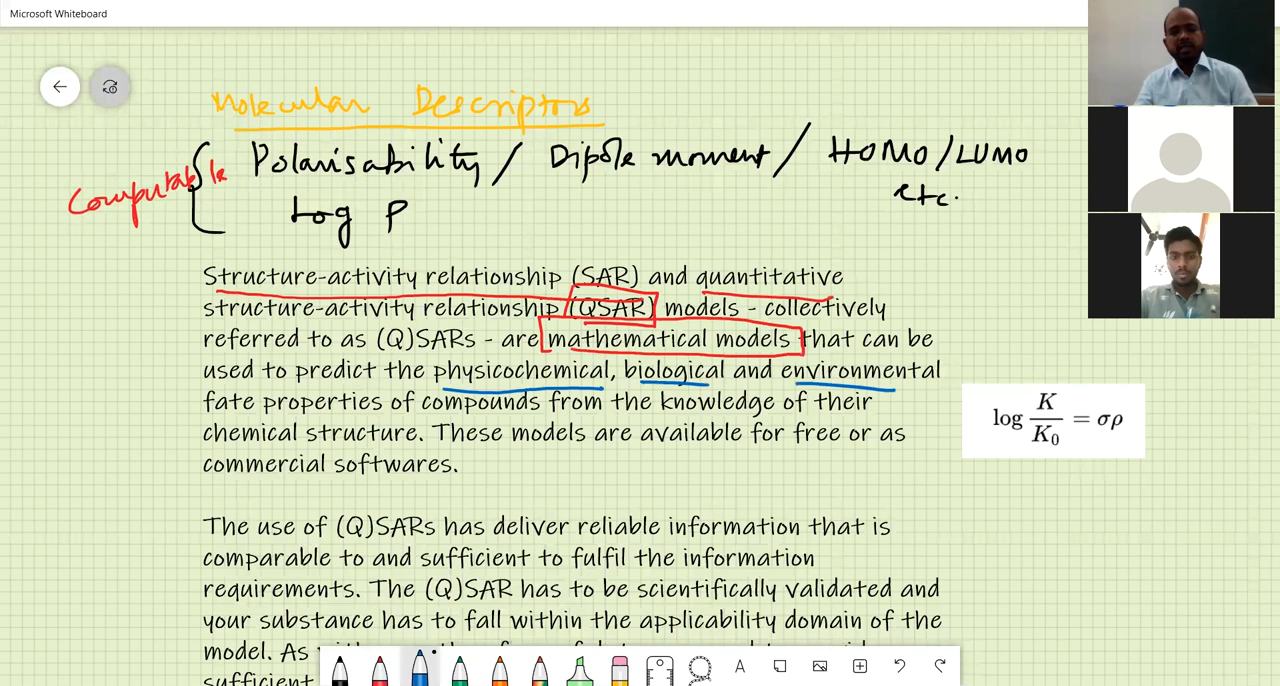 Microsoft Whiteboard
Molecular Descriptors
Computable
Polarisability / Dipole moment / HOMO/LUMO
etc.
Log P
Structure-activity relationship (SAR) and quantitative
structure-activity relationship (QSAR) models - collectively
referred to as (Q)SARs - are mathematical models that can be
used to predict the physicochemical, biological and environmental
fate properties of compounds from the knowledge of their
chemical structure. These models are available for free or as
commercial softwares.
log K/K₀ = σρ
The use of (Q)SARs has deliver reliable information that is
comparable to and sufficient to fulfil the information
requirements. The (Q)SAR has to be scientifically validated and
your substance has to fall within the applicability domain of the
model. As
sufficient
A